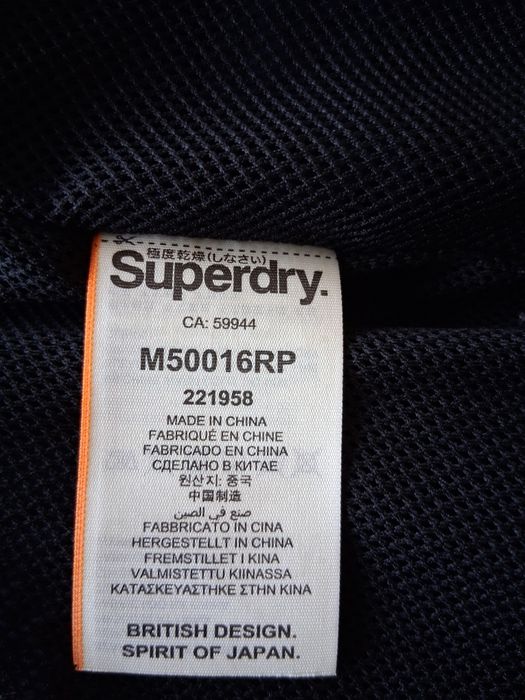 極度乾燥(しなさい)
Superdry.
CA: 59944
M50016RP
221958
MADE IN CHINA
FABRIQUÉ EN CHINE
FABRICADO EN CHINA
СДЕЛАНО В КИТАЕ
원산지: 중국
中国制造
صنع في الصين
FABBRICATO IN CINA
HERGESTELLT IN CHINA
FREMSTILLET I KINA
VALMISTETTU KIINASSA
ΚΑΤΑΣΚΕΥΑΣΤΗΚΕ ΣΤΗΝ ΚΙΝΑ
BRITISH DESIGN.
SPIRIT OF JAPAN.